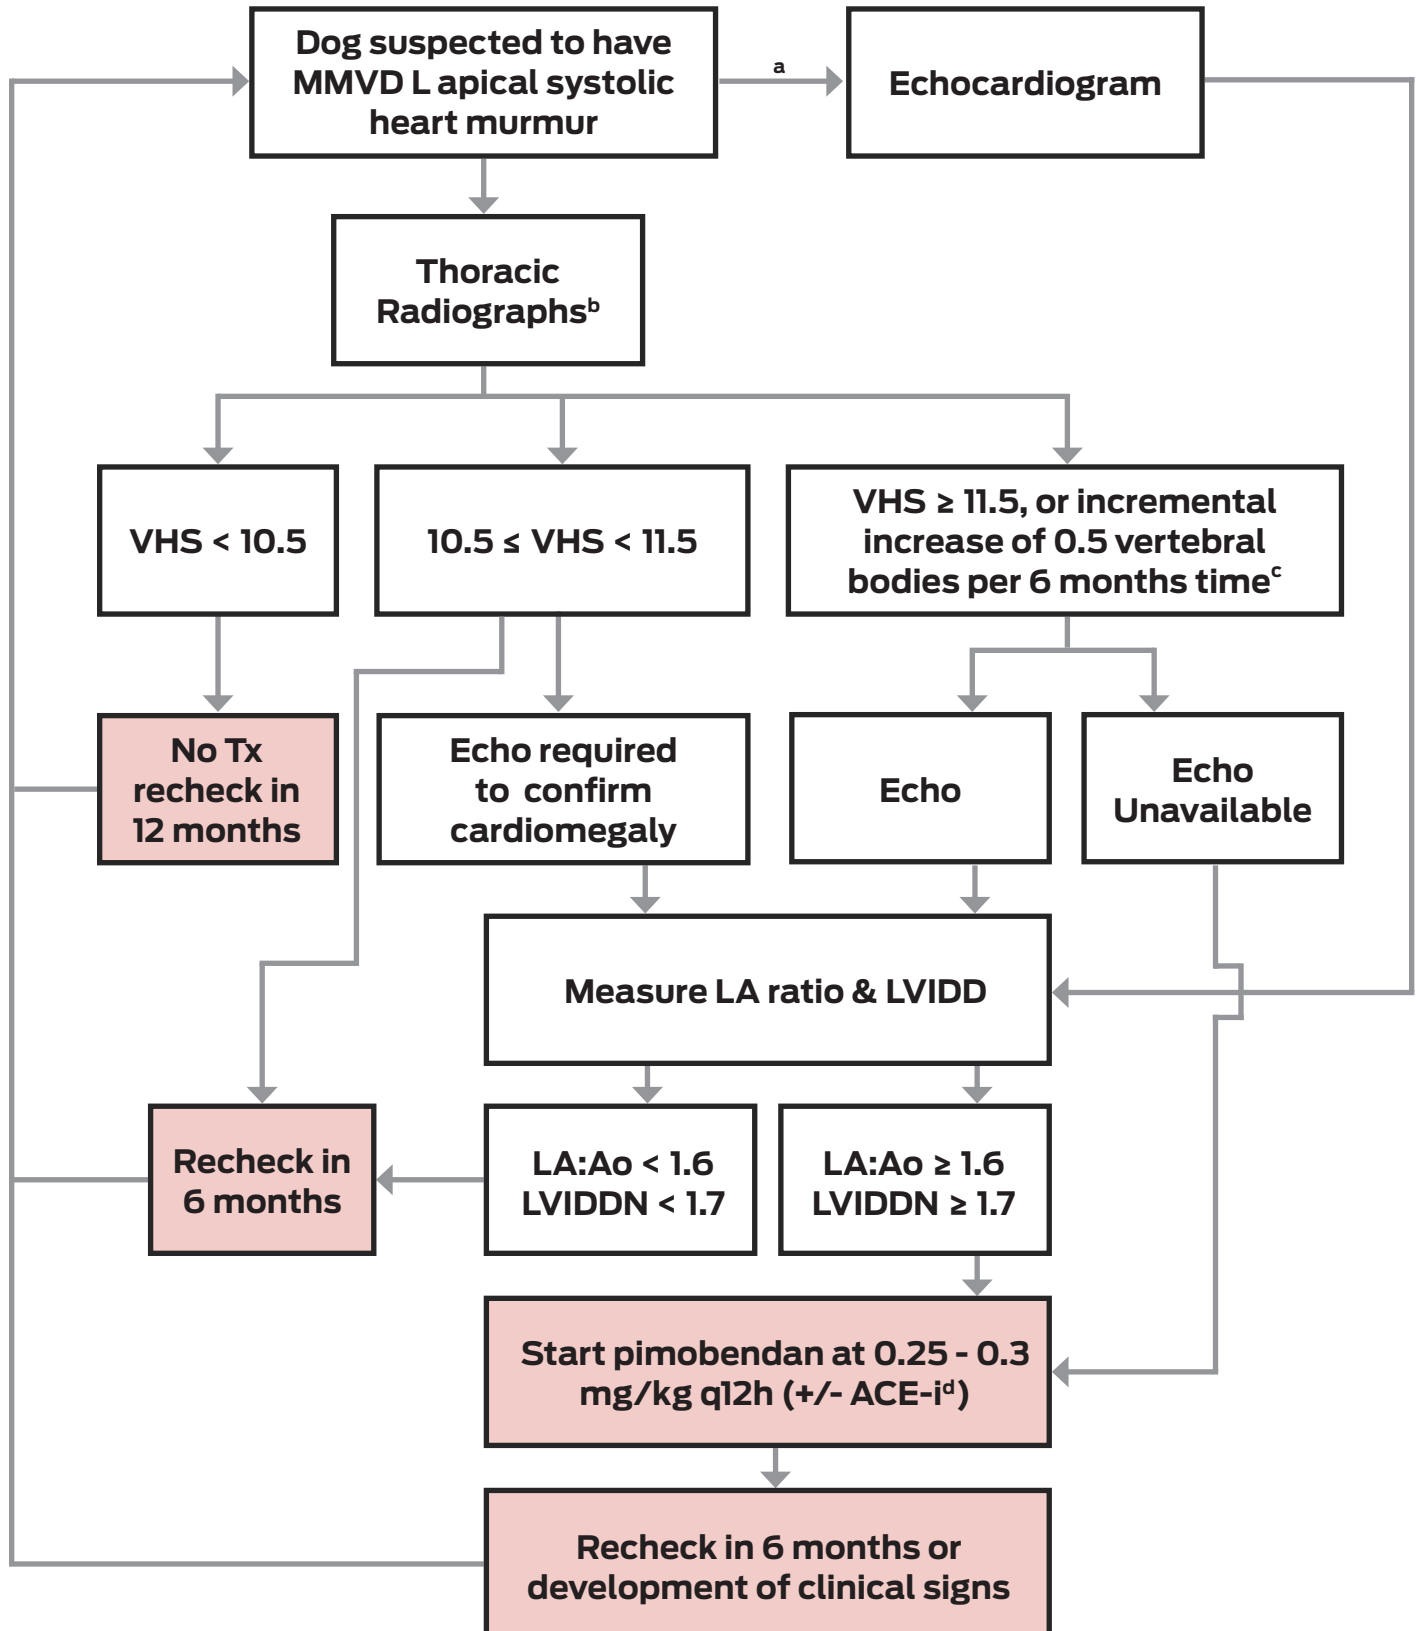 Dog suspected to have
MMVD L apical systolic
heart murmur
a
Echocardiogram
Thoracic
Radiographsᵇ
VHS < 10.5
10.5 ≤ VHS < 11.5
VHS ≥ 11.5, or incremental
increase of 0.5 vertebral
bodies per 6 months timeᶜ
No Tx
recheck in
12 months
Echo required
to confirm
cardiomegaly
Echo
Echo
Unavailable
Measure LA ratio & LVIDD
Recheck in
6 months
LA:Ao < 1.6
LVIDDN < 1.7
LA:Ao ≥ 1.6
LVIDDN ≥ 1.7
Start pimobendan at 0.25 - 0.3
mg/kg q12h (+/- ACE-iᵈ)
Recheck in 6 months or
development of clinical signs